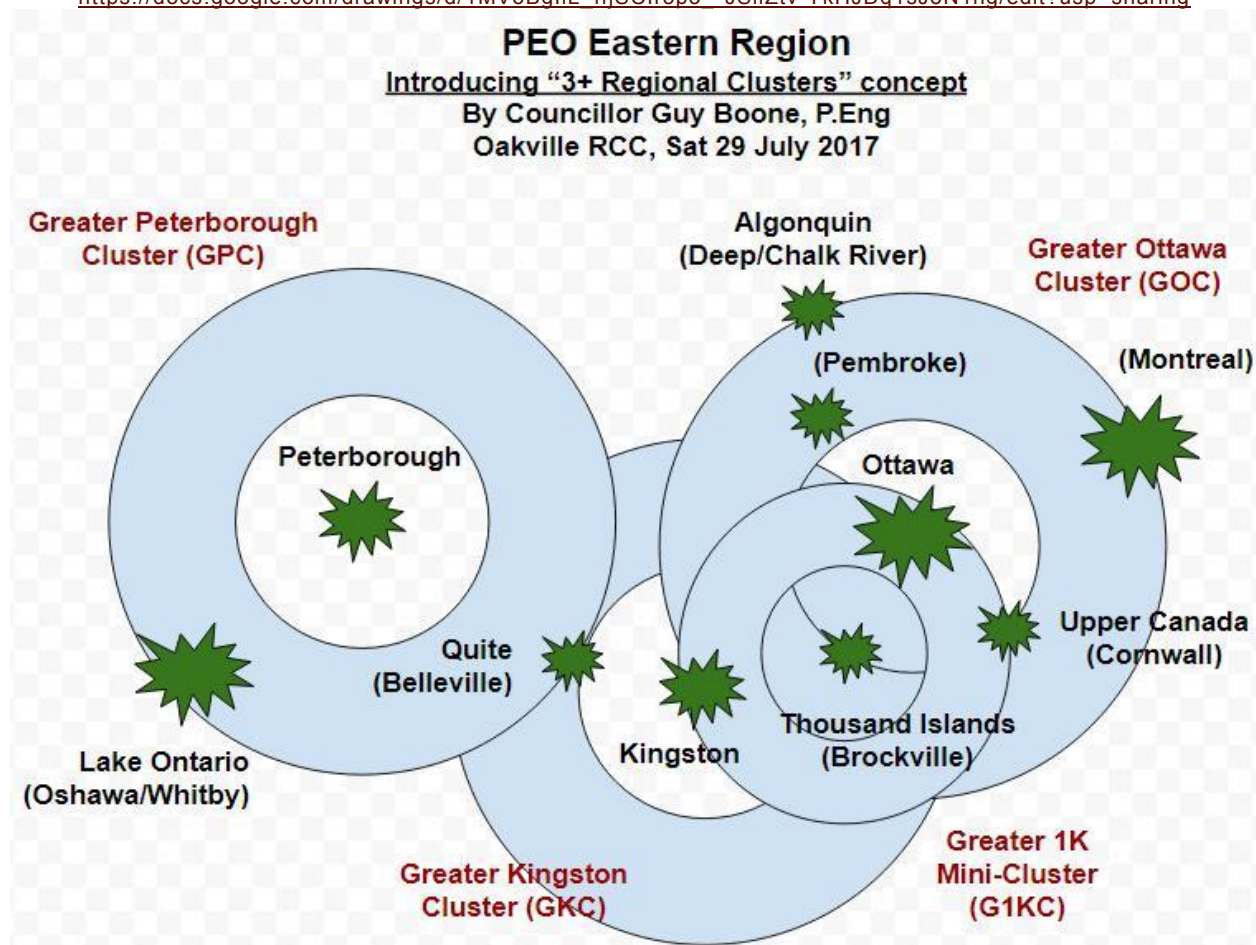 PEO Eastern Region
Introducing “3+ Regional Clusters” concept
By Councillor Guy Boone, P.Eng
Oakville RCC, Sat 29 July 2017
Greater Peterborough
Cluster (GPC)
Algonquin
(Deep/Chalk River)
Greater Ottawa
Cluster (GOC)
(Pembroke)
(Montreal)
Peterborough
Ottawa
Quite
(Belleville)
Upper Canada
(Cornwall)
Kingston
Thousand Islands
(Brockville)
Lake Ontario
(Oshawa/Whitby)
Greater Kingston
Cluster (GKC)
Greater 1K
Mini-Cluster
(G1KC)